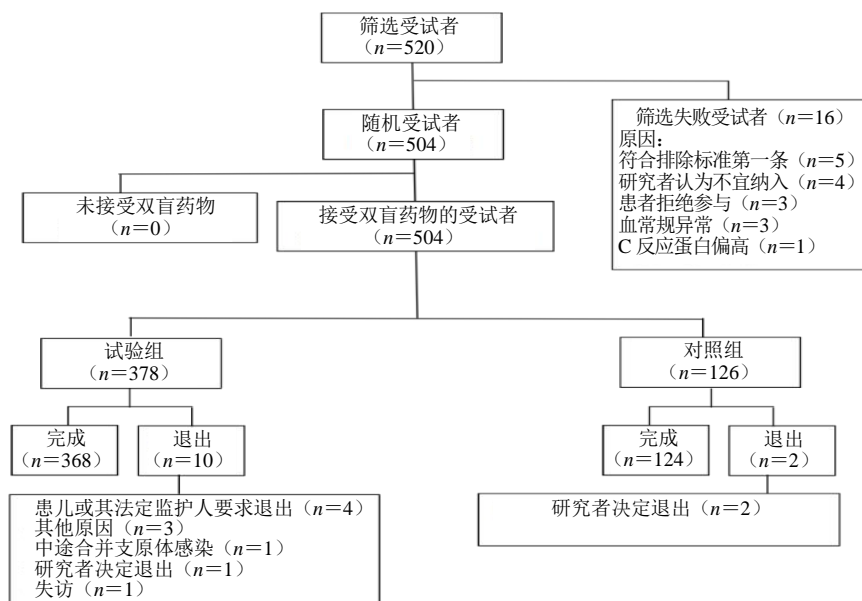 筛选受试者
（n＝520）
筛选失败受试者（n＝16）
原因：
符合排除标准第一条（n＝5）
研究者认为不宜纳入（n＝4）
患者拒绝参与（n＝3）
血常规异常（n＝3）
C 反应蛋白偏高（n＝1）
随机受试者
（n＝504）
未接受双盲药物
（n＝0）
接受双盲药物的受试者
（n＝504）
试验组
（n＝378）
对照组
（n＝126）
完成
（n＝368）
退出
（n＝10）
完成
（n＝124）
退出
（n＝2）
患儿或其法定监护人要求退出（n＝4）
其他原因（n＝3）
中途合并支原体感染（n＝1）
研究者决定退出（n＝1）
失访（n＝1）
研究者决定退出（n＝2）